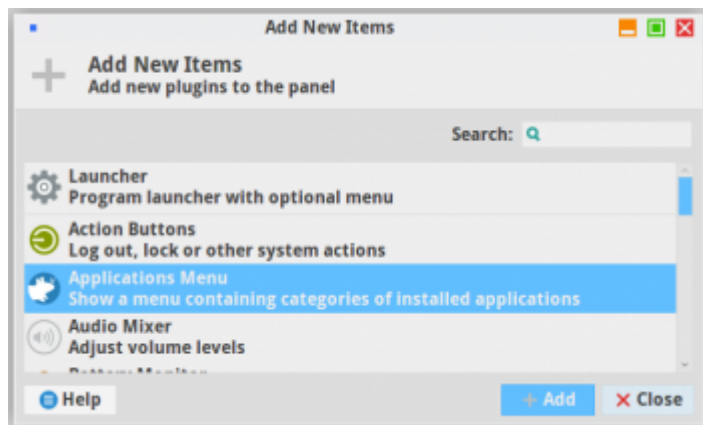 Add New Items
Add New Items
Add new plugins to the panel
Search:
Launcher
Program launcher with optional menu
Action Buttons
Log out, lock or other system actions
Applications Menu
Show a menu containing categories of installed applications
Audio Mixer
Adjust volume levels
Battery Monitor
Help
Add
Close